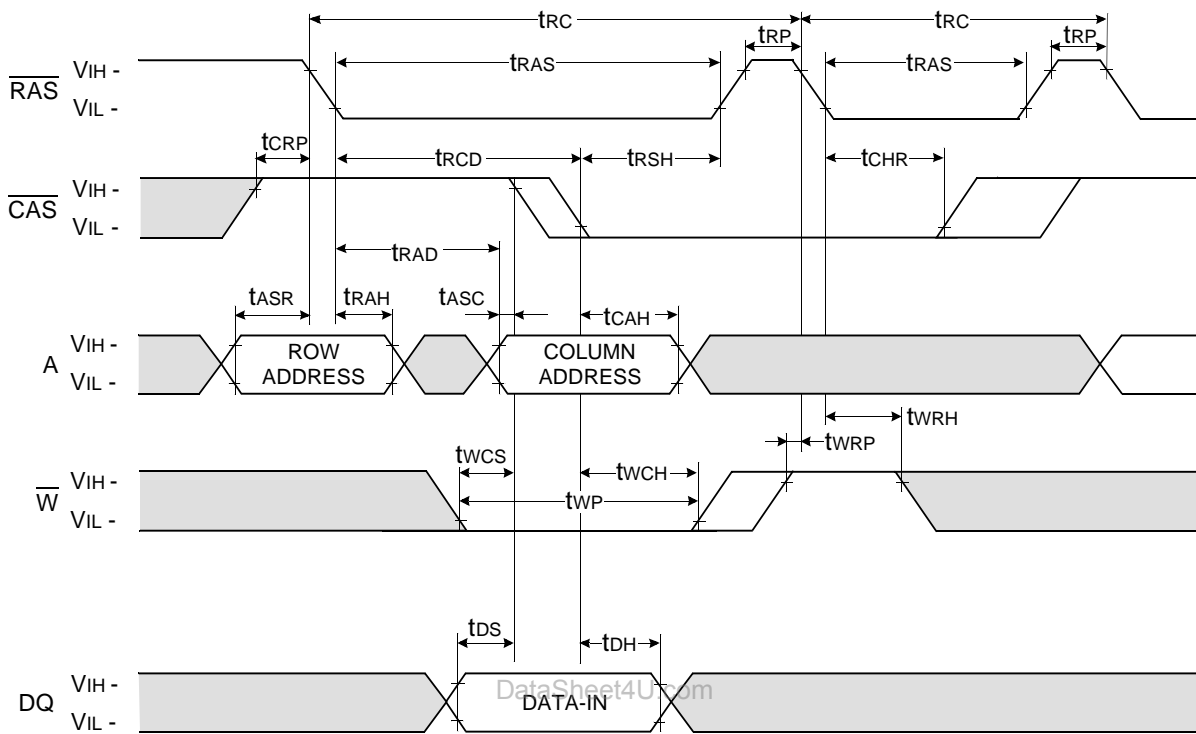 tRC tRC
tRP tRP
tRAS tRAS
RAS
VIH -
VIL -
tCRP tRCD tRSH tCHR
CAS
VIH -
VIL -
tRAD
tASR tRAH tASC tCAH
A
VIH -
VIL -
ROW
ADDRESS
COLUMN
ADDRESS
tWRH
tWRP
tWCS tWCH
tWP
W
VIH -
VIL -
tDS tDH
DQ
VIH -
VIL -
DataSheet4U.com
DATA-IN